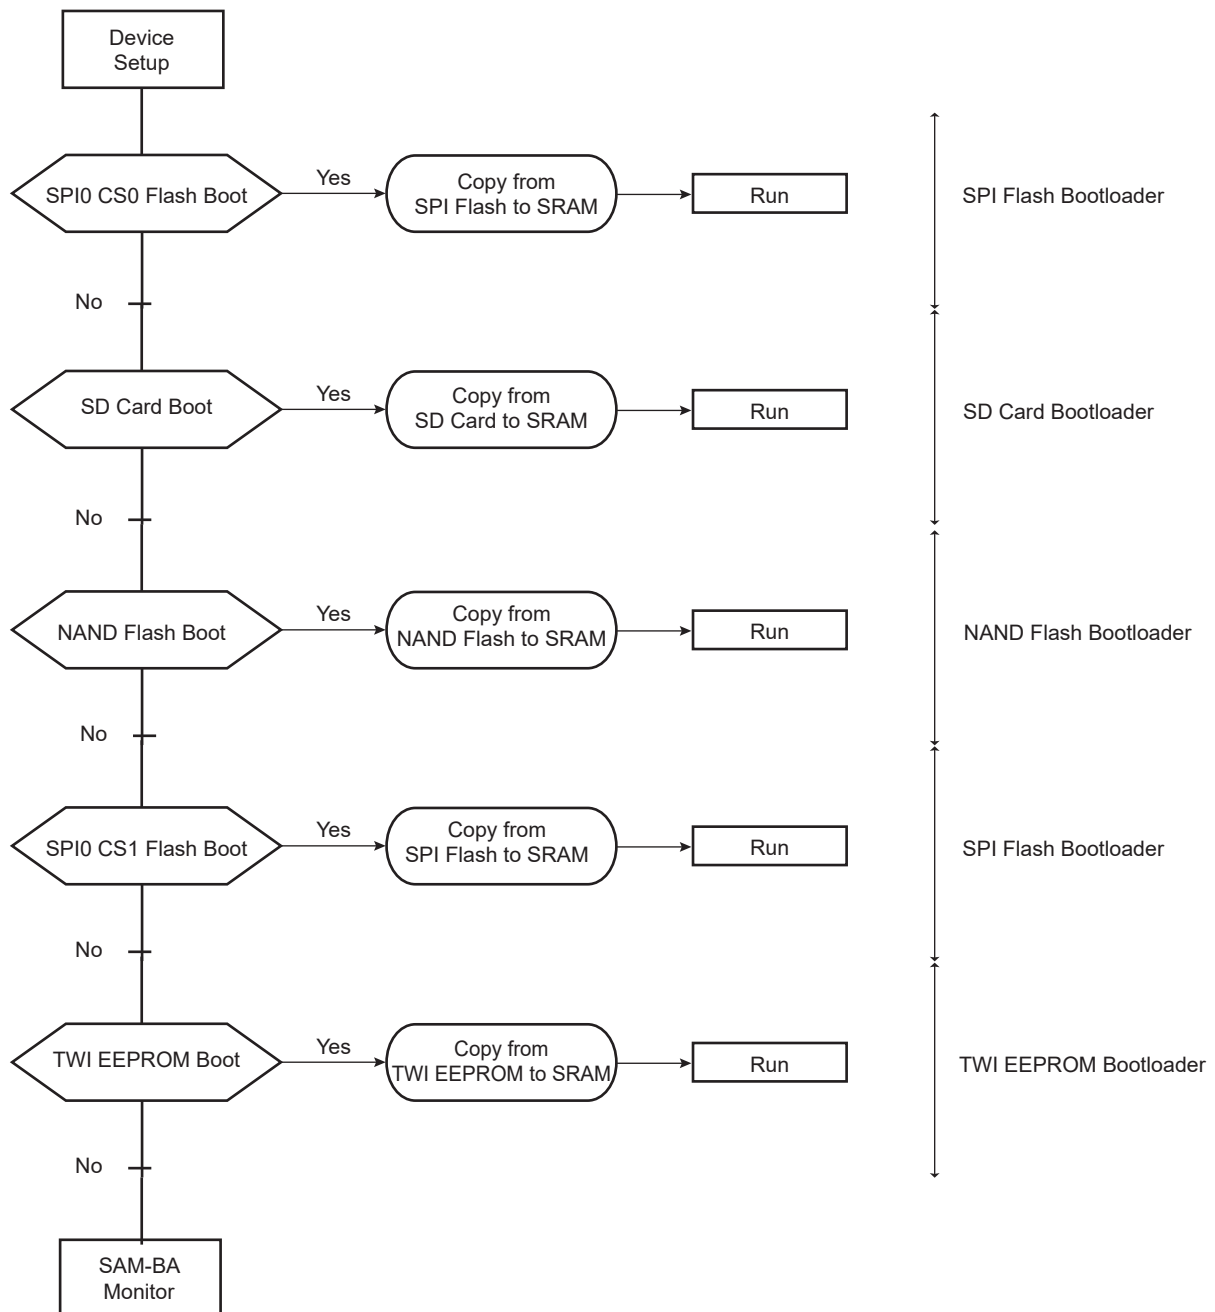 Device
Setup
SPI0 CS0 Flash Boot
Yes
Copy from
SPI Flash to SRAM
Run
SPI Flash Bootloader
No
SD Card Boot
Yes
Copy from
SD Card to SRAM
Run
SD Card Bootloader
No
NAND Flash Boot
Yes
Copy from
NAND Flash to SRAM
Run
NAND Flash Bootloader
No
SPI0 CS1 Flash Boot
Yes
Copy from
SPI Flash to SRAM
Run
SPI Flash Bootloader
No
TWI EEPROM Boot
Yes
Copy from
TWI EEPROM to SRAM
Run
TWI EEPROM Bootloader
No
SAM-BA
Monitor